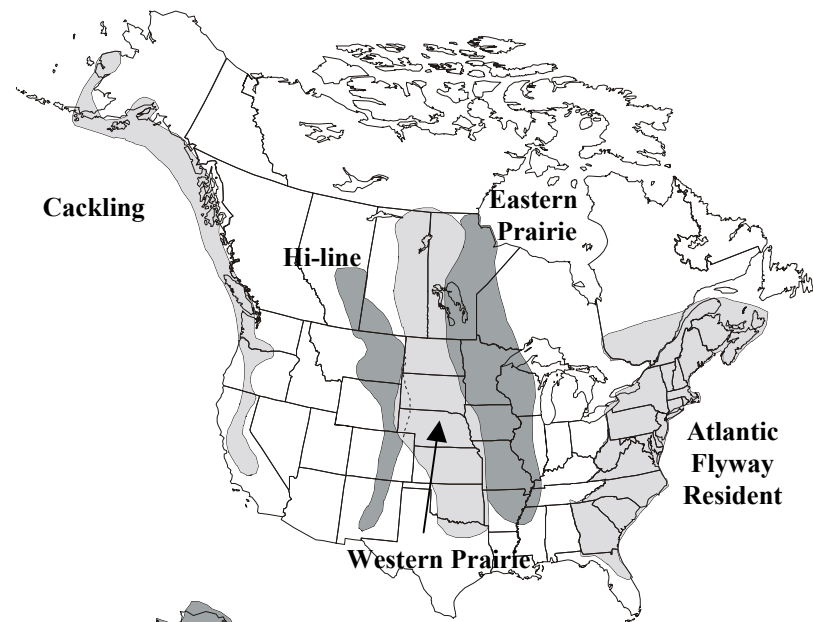 Cackling
Hi-line
Eastern
Prairie
Atlantic
Flyway
Resident
Western Prairie